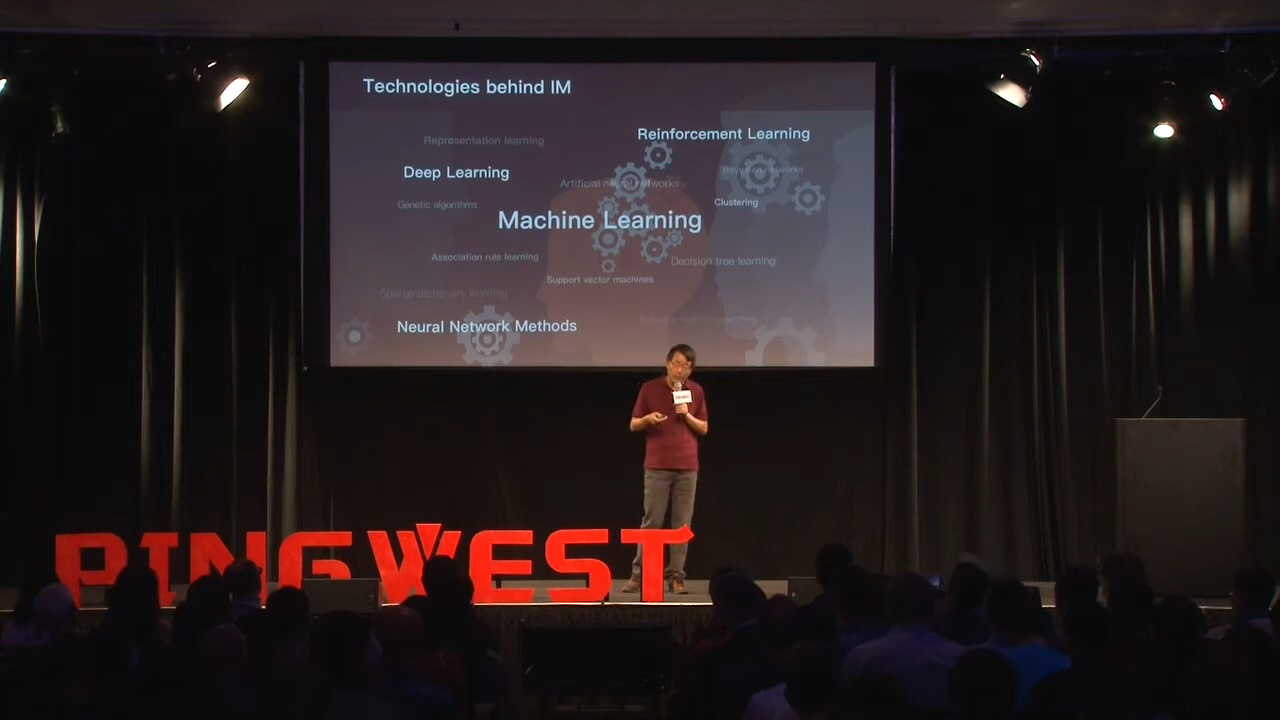 Technologies behind IM
Reinforcement Learning
Representation learning
Deep Learning
Bayesian networks
Artificial neural networks
Genetic algorithms
Clustering
Machine Learning
Association rule learning
Decision tree learning
Support vector machines
Sparse dictionary learning
Neural Network Methods
PINGWEST